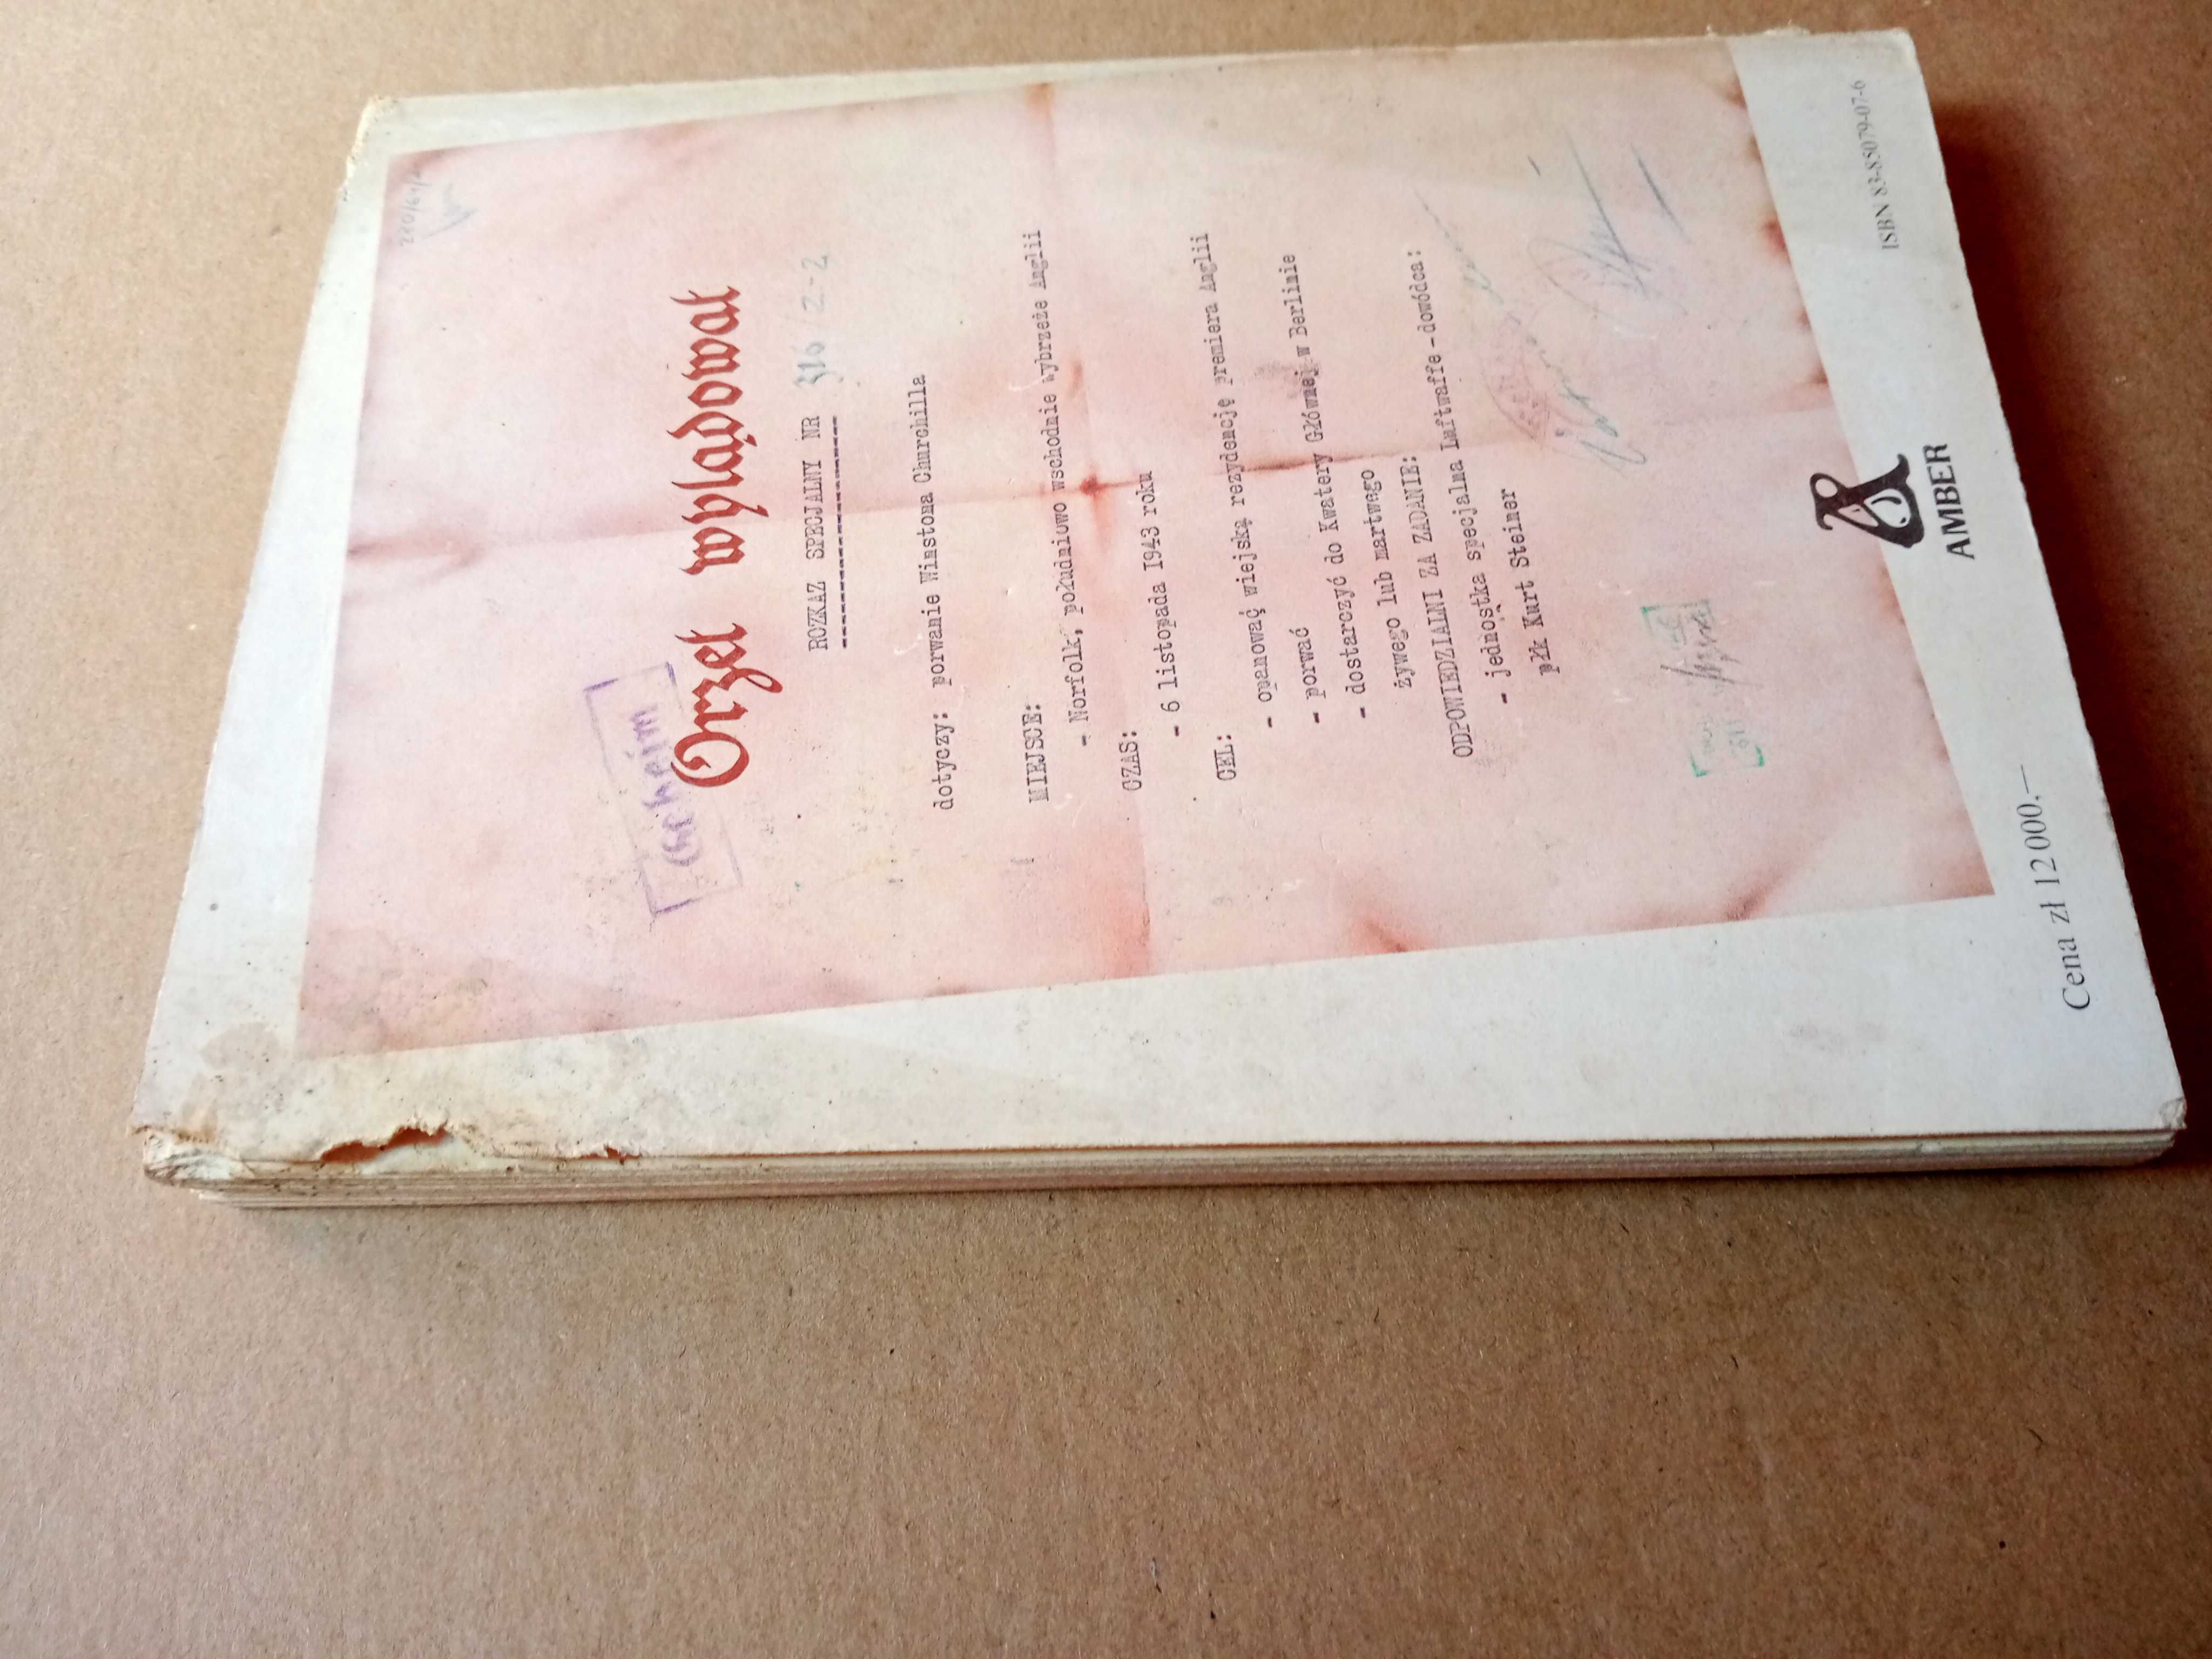 Geheim
Orzeł wylądował
ROZKAZ SPECJALNY NR 316/2-2
dotyczy: porwanie Winstona Churchilla
MIEJSCE:
- Norfolk, południowo wschodnie wybrzeże Anglii
CZAS:
- 6 listopada 1943 roku
CEL:
- opanować wiejską rezydencję premiera Anglii
- porwać
- dostarczyć do Kwatery Głównej w Berlinie
- dostarczyć żywego lub martwego
ODPOWIEDZIALNI ZA ZADANIE:
- jednostka specjalna Luftwaffe - dowódca:
płk Kurt Steiner
AMBER
Cena zł 12 000.—
ISBN 83-85079-07-6